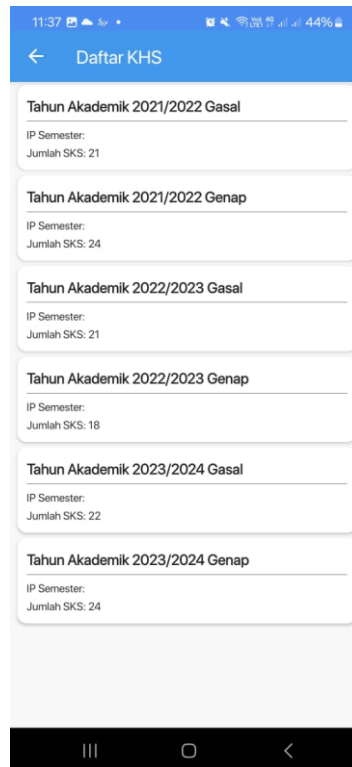 11:37
44%
Daftar KHS
Tahun Akademik 2021/2022 Gasal
IP Semester:
Jumlah SKS: 21
Tahun Akademik 2021/2022 Genap
IP Semester:
Jumlah SKS: 24
Tahun Akademik 2022/2023 Gasal
IP Semester:
Jumlah SKS: 21
Tahun Akademik 2022/2023 Genap
IP Semester:
Jumlah SKS: 18
Tahun Akademik 2023/2024 Gasal
IP Semester:
Jumlah SKS: 22
Tahun Akademik 2023/2024 Genap
IP Semester:
Jumlah SKS: 24